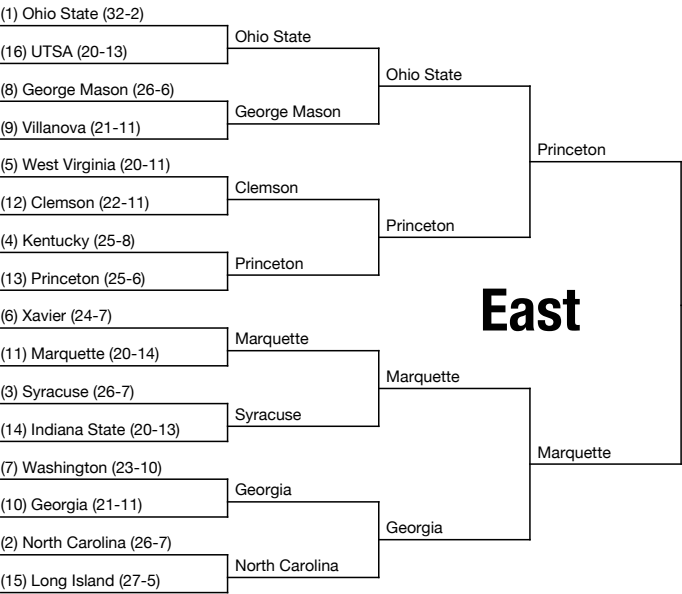 (1) Ohio State (32-2)
(16) UTSA (20-13)
(8) George Mason (26-6)
(9) Villanova (21-11)
(5) West Virginia (20-11)
(12) Clemson (22-11)
(4) Kentucky (25-8)
(13) Princeton (25-6)
(6) Xavier (24-7)
(11) Marquette (20-14)
(3) Syracuse (26-7)
(14) Indiana State (20-13)
(7) Washington (23-10)
(10) Georgia (21-11)
(2) North Carolina (26-7)
(15) Long Island (27-5)
Ohio State
George Mason
Clemson
Princeton
Marquette
Syracuse
Georgia
North Carolina
Ohio State
Princeton
Marquette
Georgia
Princeton
Marquette
East